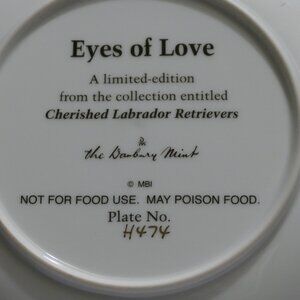 Eyes of Love
A limited-edition
from the collection entitled
Cherished Labrador Retrievers
the Danbury Mint
© MBI
NOT FOR FOOD USE. MAY POISON FOOD.
Plate No.
H474